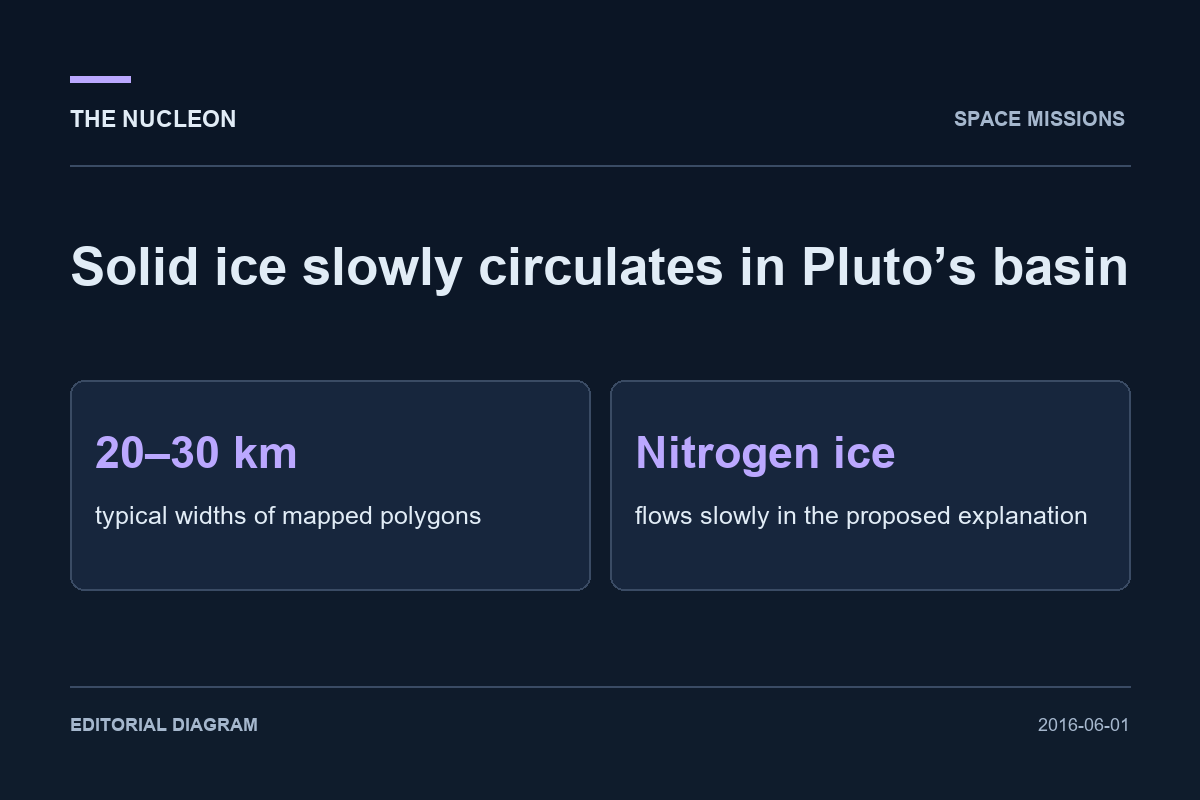 THE NUCLEON
SPACE MISSIONS
Solid ice slowly circulates in Pluto’s basin
20–30 km
typical widths of mapped polygons
Nitrogen ice
flows slowly in the proposed explanation
EDITORIAL DIAGRAM
2016-06-01